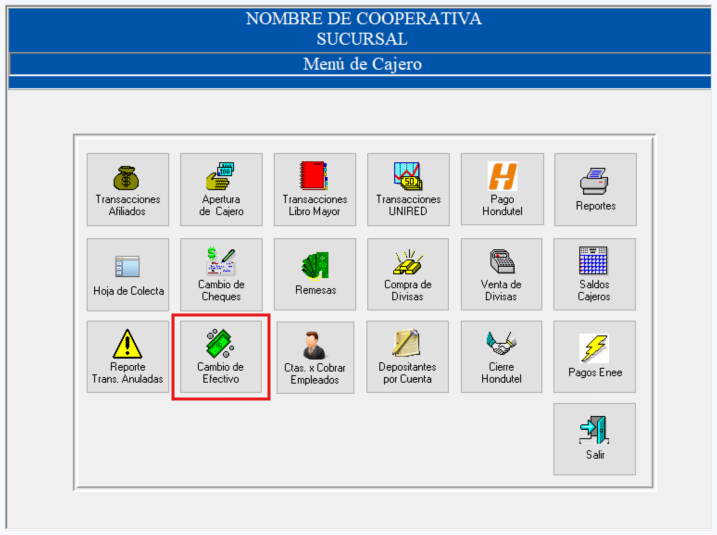 NOMBRE DE COOPERATIVA
SUCURSAL
Menú de Cajero
Transacciones
Afiliados
Apertura
de Cajero
Transacciones
Libro Mayor
Transacciones
UNIRED
Pago
Hondutel
Reportes
Hoja de Colecta
Cambio de
Cheques
Remesas
Compra de
Divisas
Venta de
Divisas
Saldos
Cajeros
Reporte
Trans. Anuladas
Cambio de
Efectivo
Ctas. x Cobrar
Empleados
Depositantes
por Cuenta
Cierre
Hondutel
Pagos Enee
Salir